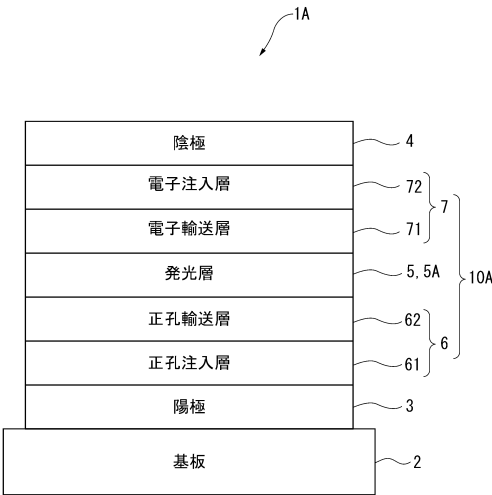 1A
陰極 4
電子注入層 72
7
電子輸送層 71
発光層 5, 5A
10A
正孔輸送層 62
6
正孔注入層 61
陽極 3
基板 2